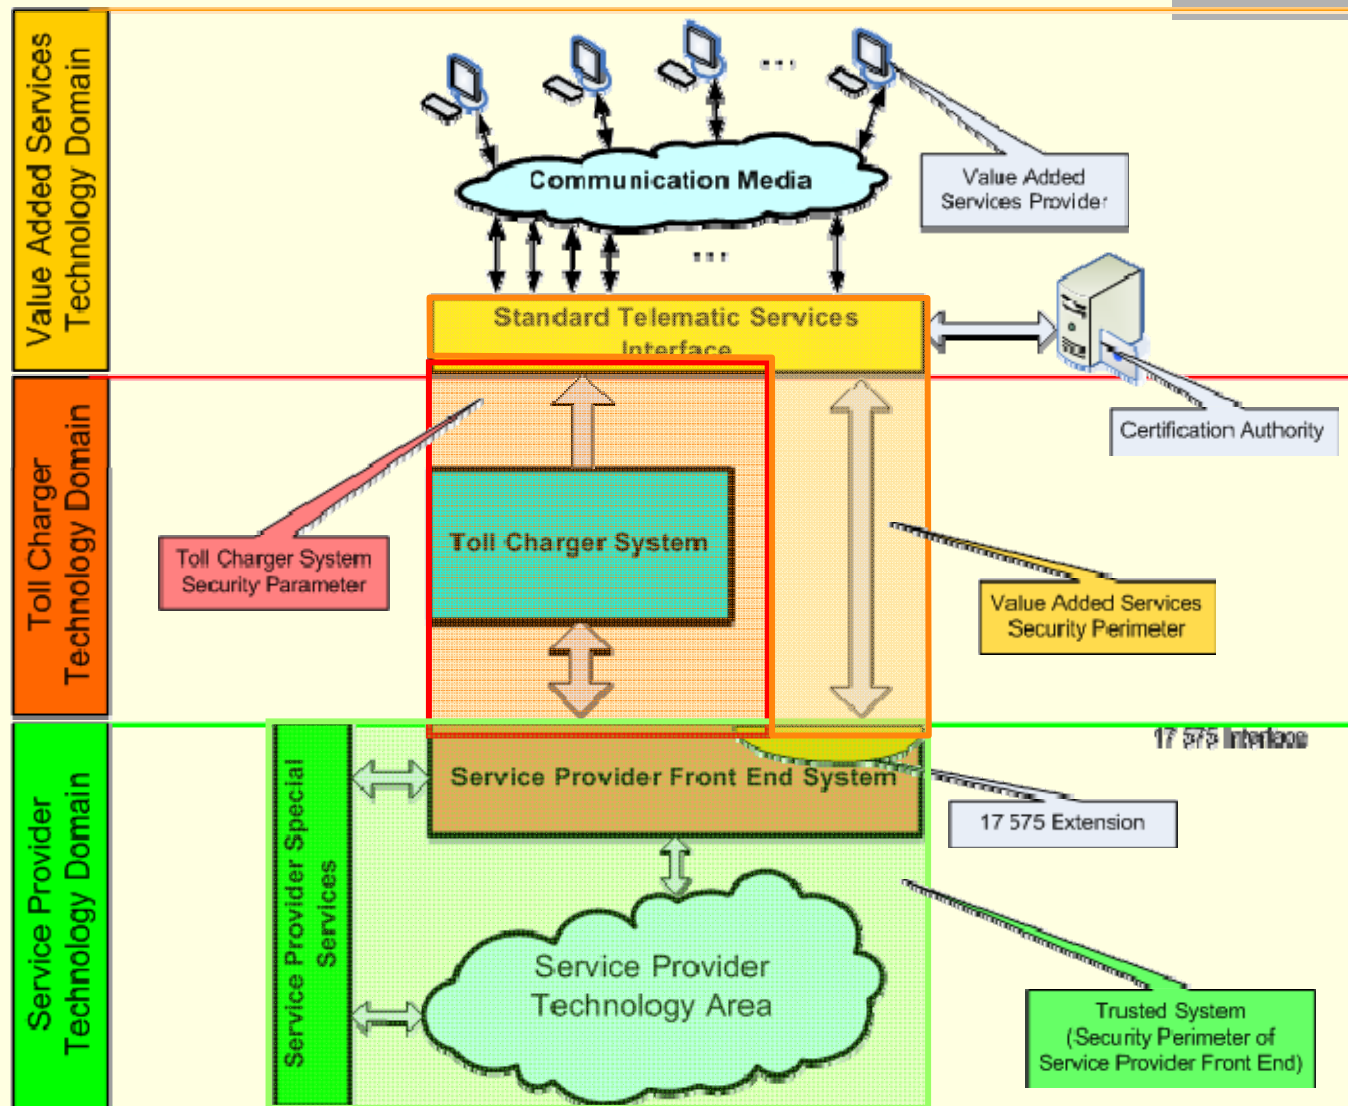 Value Added Services
Technology Domain
Communication Media
Value Added
Services Provider
Standard Telematic Services
Interface
Certification Authority
Toll Charger
Technology Domain
Toll Charger System
Security Parameter
Toll Charger System
Value Added Services
Security Perimeter
17 575 Interface
Service Provider
Technology Domain
Service Provider Special
Services
Service Provider Front End System
17 575 Extension
Service Provider
Technology Area
Trusted System
(Security Perimeter of
Service Provider Front End)